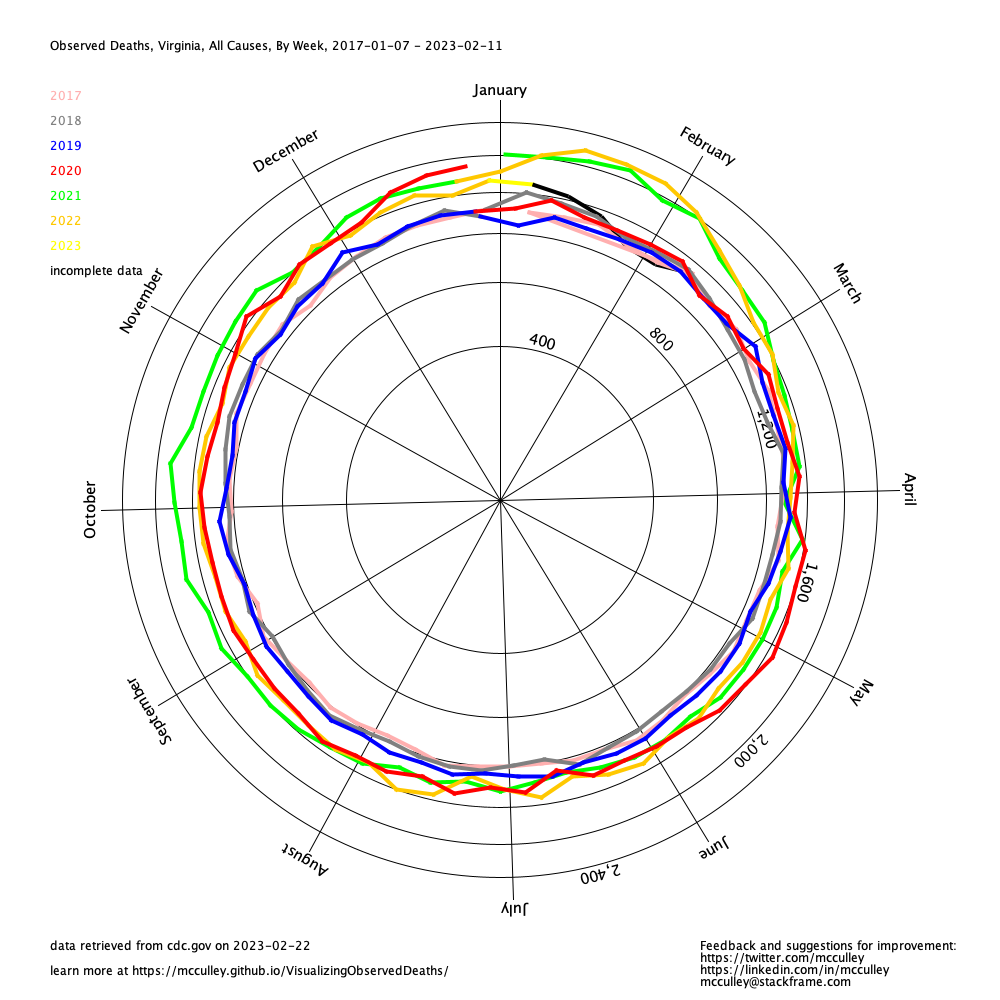 Observed Deaths, Virginia, All Causes, By Week, 2017-01-07 - 2023-02-11
January
2017
2018
2019
2020
2021
2022
2023
incomplete data
December
February
November
March
400
800
1,200
October
April
1,600
September
May
2,000
August
June
2,400
July
data retrieved from cdc.gov on 2023-02-22
learn more at https://mcculley.github.io/VisualizingObservedDeaths/
Feedback and suggestions for improvement:
https://twitter.com/mcculley
https://linkedin.com/in/mcculley
mcculley@stackframe.com